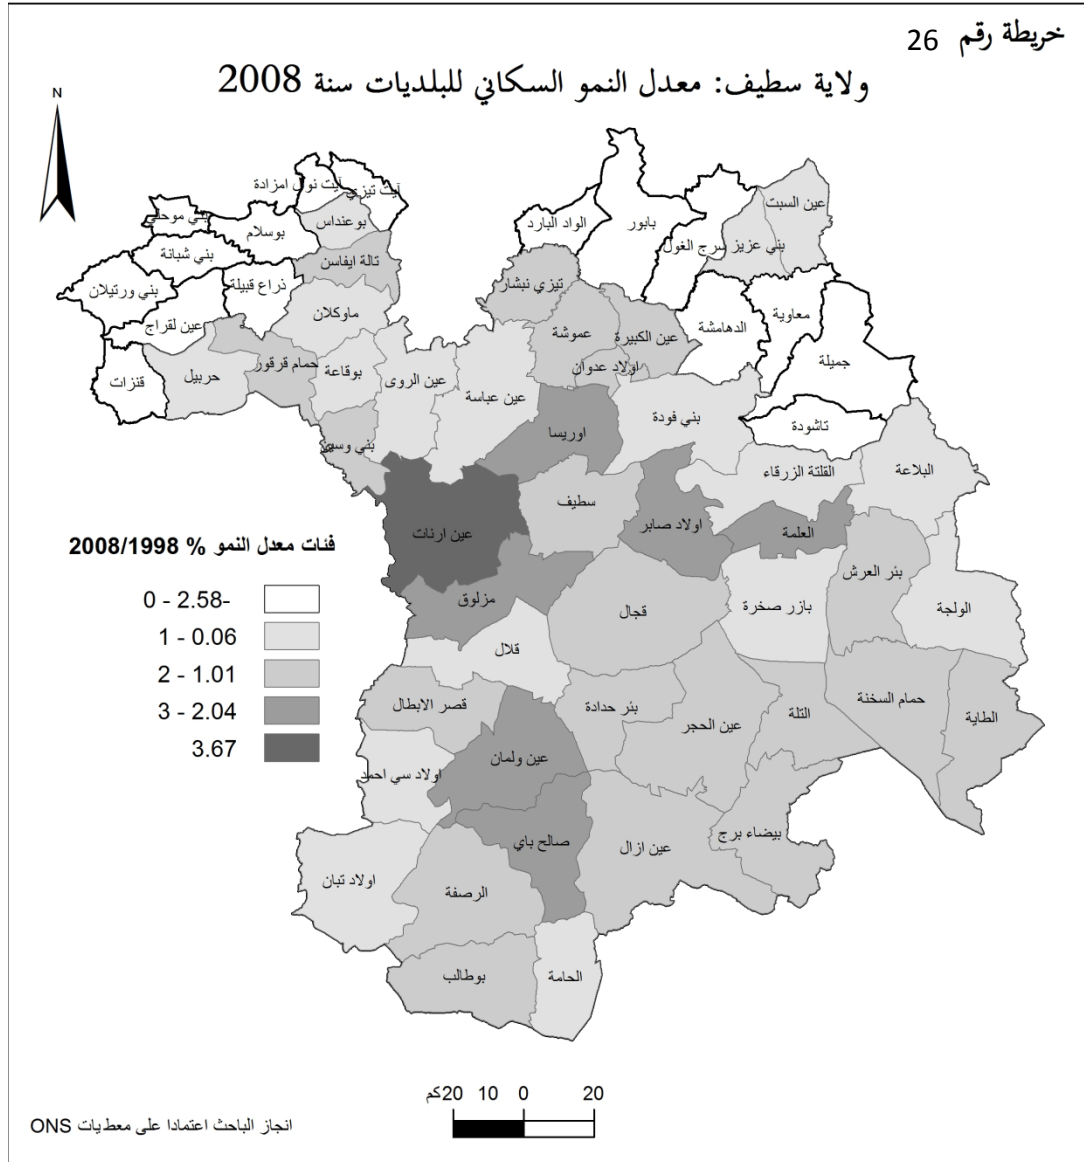 خريطة رقم 26
ولاية سطيف: معدل النمو السكاني للبلديات سنة 2008
N
آيت نوال امزادة
آيت تيزي
بني موحلي
بوسلام
بوعنداس
بني شبانة
تالة ايفاسن
بني ورتيلان
ذراع قبيلة
ماوكلان
عين لقراج
قنزات
حربيل
حمام قرقور
بوقاعة
عين الروى
عين عباسة
الواد البارد
بابور
سرج الغول
بني عزيز
عين السبت
تيزي نبشار
عموشة
عين الكبيرة
اولاد عدوان
الدهامشة
معاوية
جميلة
تاشودة
بني فودة
اوريسا
بني وسين
القلتة الزرقاء
البلاعة
سطيف
اولاد صابر
العلمة
عين ارنات
بئر العرش
الولجة
مزلوق
قجال
بازر صخرة
قلال
قصر الابطال
بئر حدادة
عين الحجر
التلة
حمام السخنة
الطاية
عين ولمان
اولاد سي احمد
صالح باي
عين ازال
بيضاء برج
اولاد تبان
الرصفة
بوطالب
الحامة
فئات معدل النمو % 2008/1998
0 - 2.58-
1 - 0.06
2 - 1.01
3 - 2.04
3.67
20 10 0 20 كم
انجاز الباحث اعتمادا على معطيات ONS